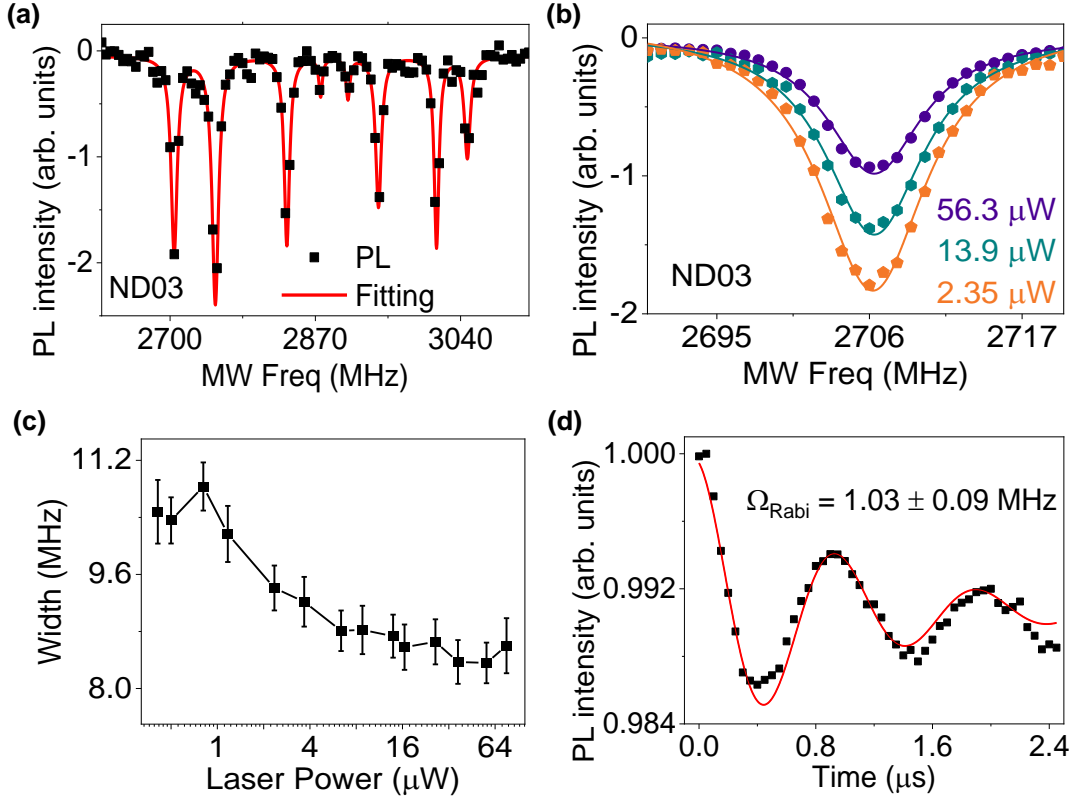 (a)
PL intensity (arb. units)
0
-1
-2
ND03
PL
Fitting
2700
2870
3040
MW Freq (MHz)
(b)
PL intensity (arb. units)
0
-1
-2
56.3 μW
13.9 μW
2.35 μW
ND03
2695
2706
2717
MW Freq (MHz)
(c)
Width (MHz)
11.2
9.6
8.0
1
4
16
64
Laser Power (μW)
(d)
PL intensity (arb. units)
1.000
0.992
0.984
Ω_Rabi = 1.03 ± 0.09 MHz
0.0
0.8
1.6
2.4
Time (μs)